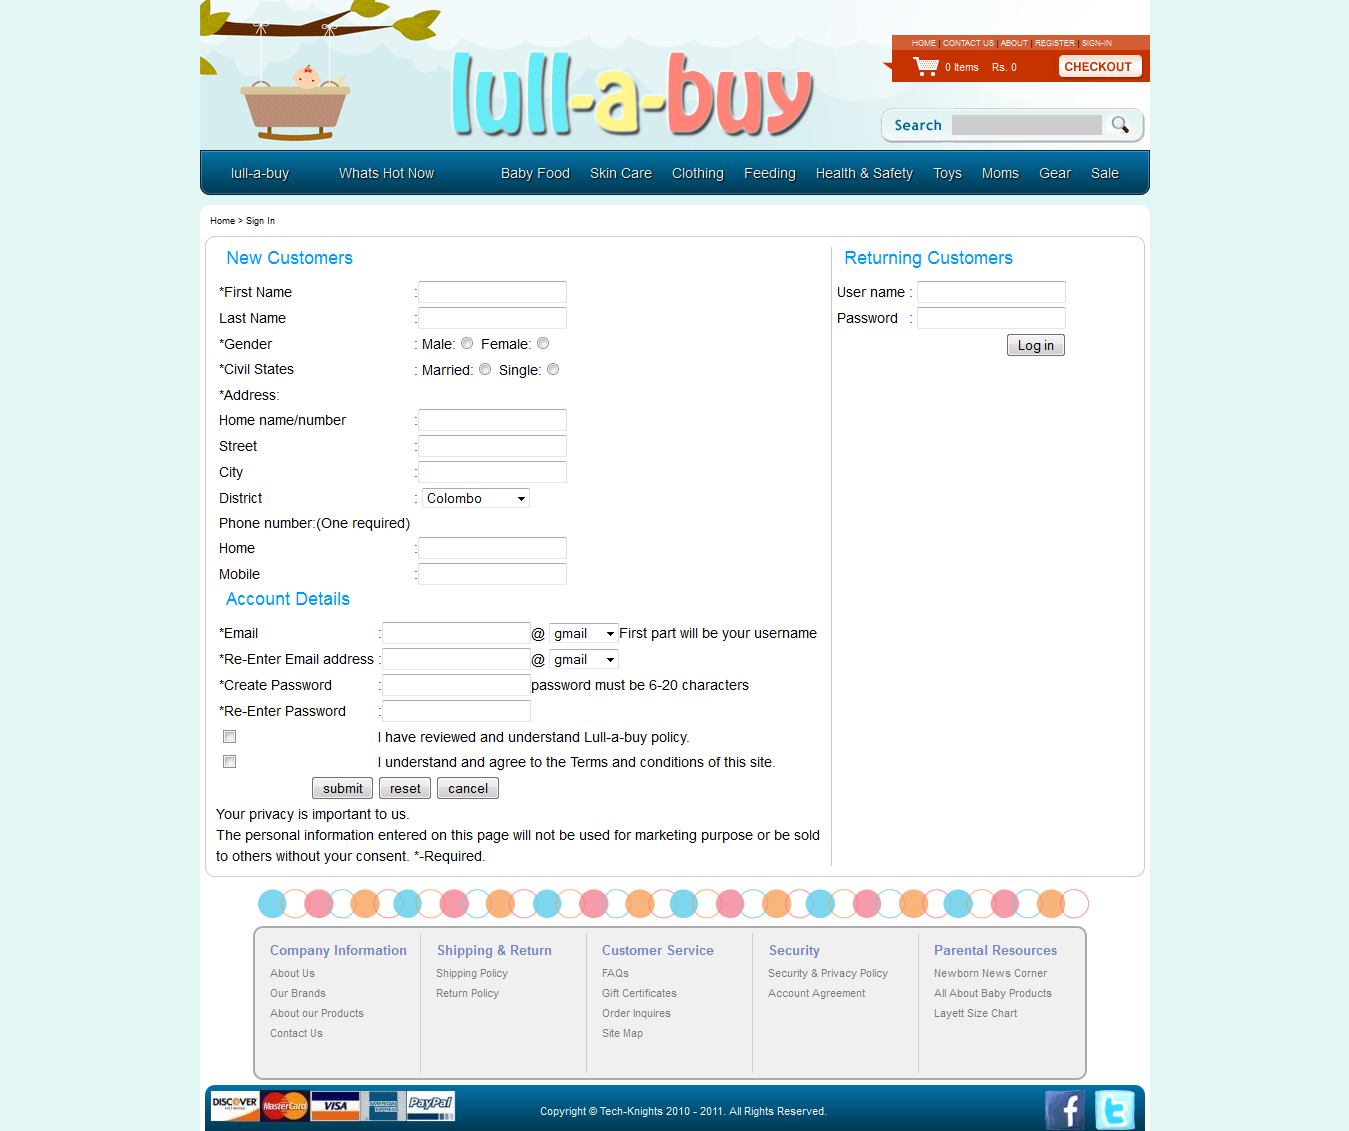 HOME | CONTACT US | ABOUT | REGISTER | SIGN-IN
0 Items Rs. 0 CHECKOUT
lull-a-buy
Search
lull-a-buy Whats Hot Now Baby Food Skin Care Clothing Feeding Health & Safety Toys Moms Gear Sale
Home > Sign In
New Customers
*First Name :
Last Name :
*Gender : Male: Female:
*Civil States : Married: Single:
*Address:
Home name/number :
Street :
City :
District : Colombo
Phone number:(One required)
Home :
Mobile :
Account Details
*Email : @ gmail First part will be your username
*Re-Enter Email address : @ gmail
*Create Password : password must be 6-20 characters
*Re-Enter Password :
I have reviewed and understand Lull-a-buy policy.
I understand and agree to the Terms and conditions of this site.
submit reset cancel
Your privacy is important to us.
The personal information entered on this page will not be used for marketing purpose or be sold
to others without your consent. *-Required.
Returning Customers
User name :
Password :
Log in
Company Information
About Us
Our Brands
About our Products
Contact Us
Shipping & Return
Shipping Policy
Return Policy
Customer Service
FAQs
Gift Certificates
Order Inquires
Site Map
Security
Security & Privacy Policy
Account Agreement
Parental Resources
Newborn News Corner
All About Baby Products
Layett Size Chart
DISCOVER NETWORK MasterCard VISA AMERICAN EXPRESS PayPal
Copyright © Tech-Knights 2010 - 2011. All Rights Reserved.
f t